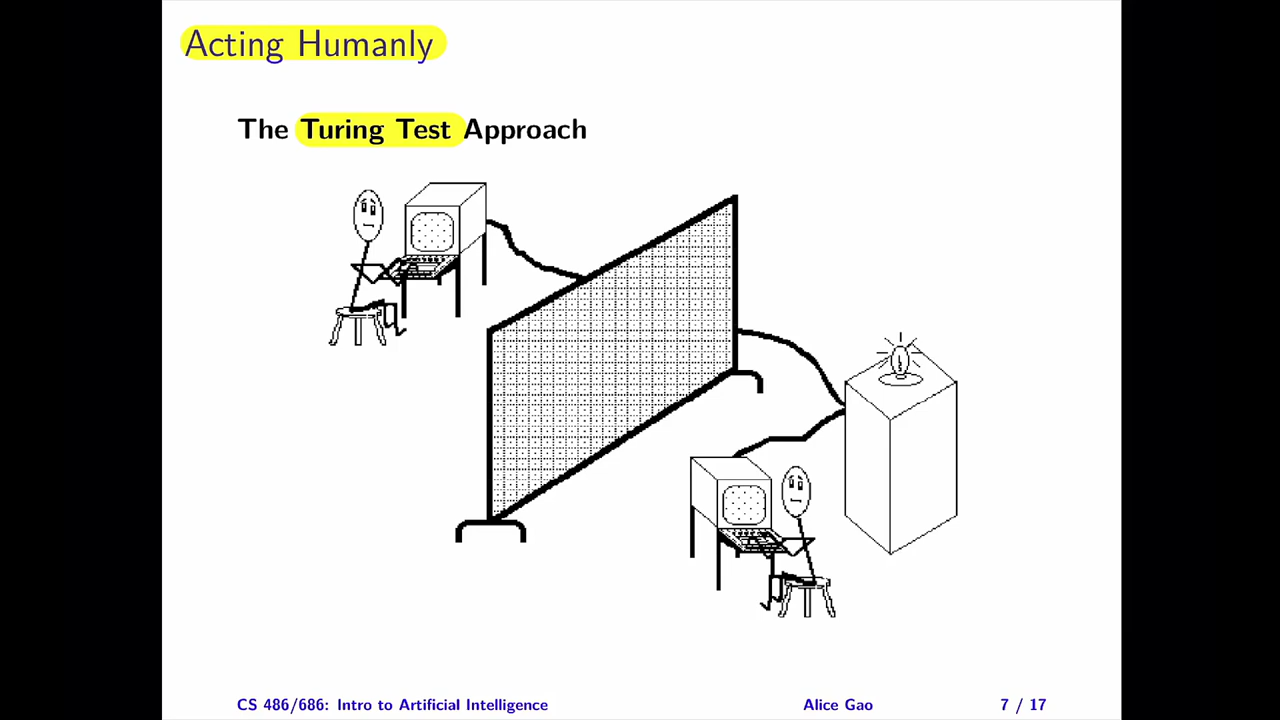 Acting Humanly
The Turing Test Approach
CS 486/686: Intro to Artificial Intelligence
Alice Gao
7 / 17